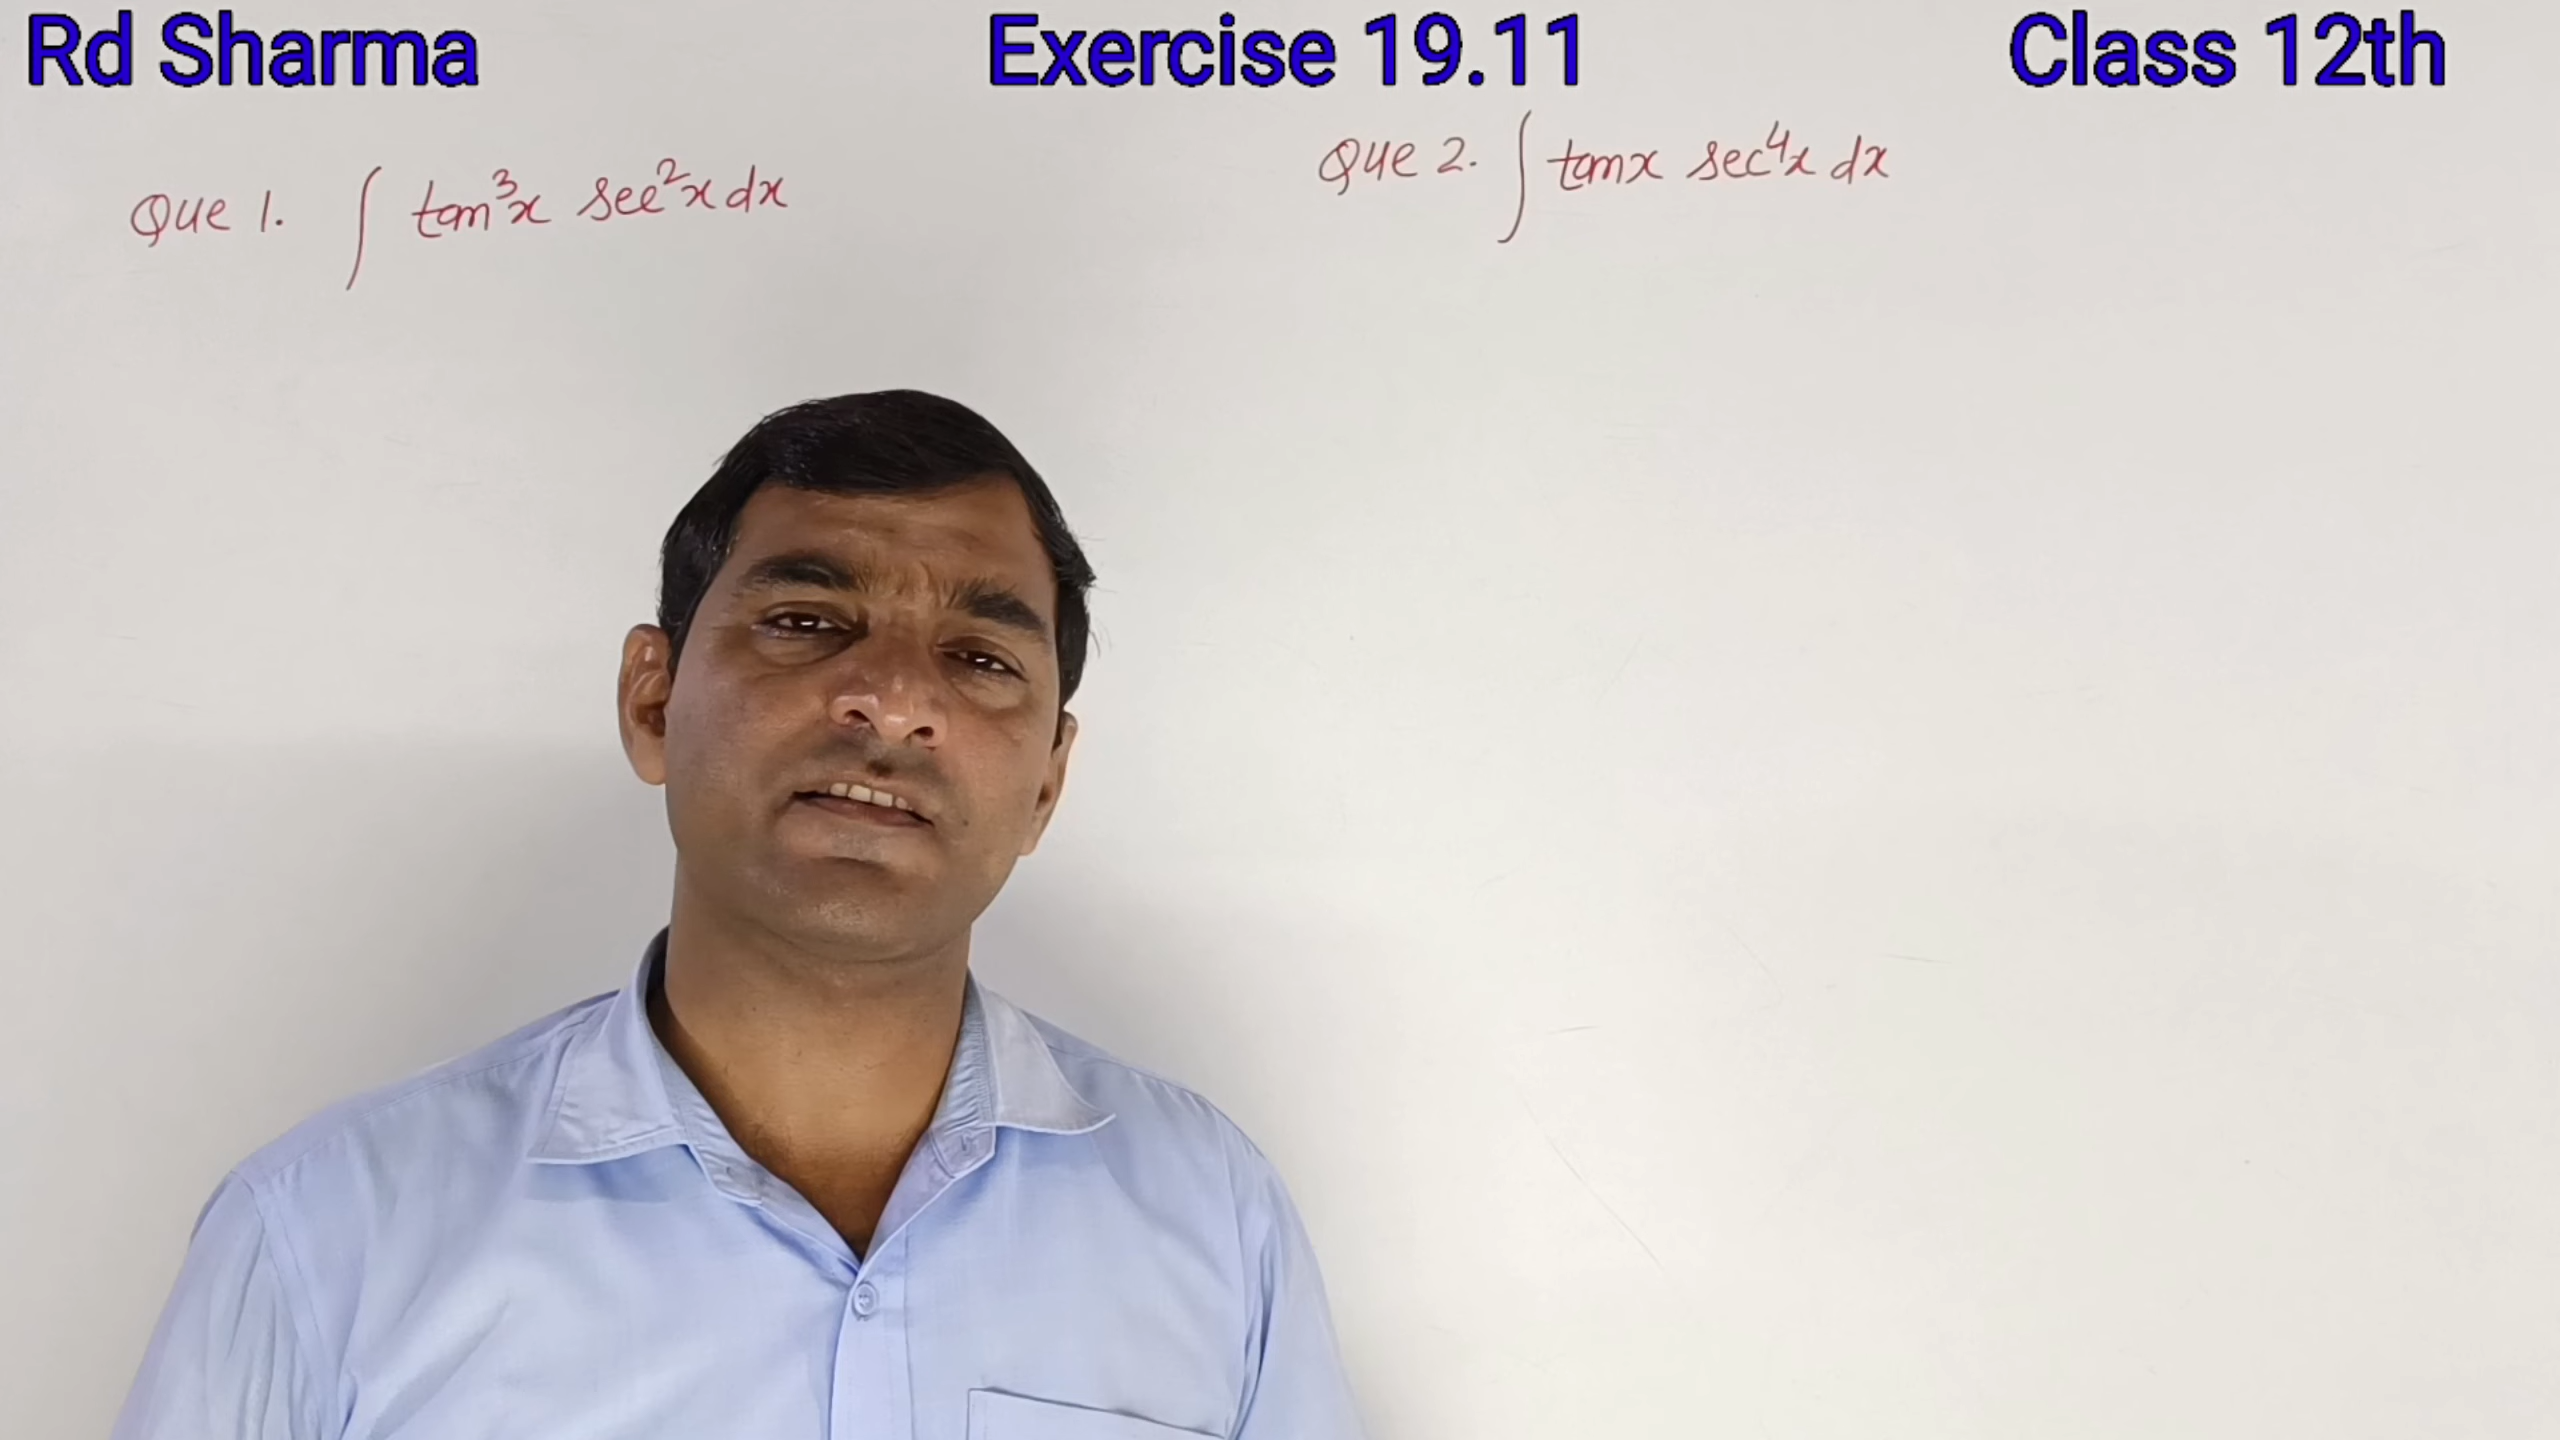 Rd Sharma Exercise 19.11 Class 12th
Que 1. ∫ tan³x sec²x dx
Que 2. ∫ tanx sec⁴x dx